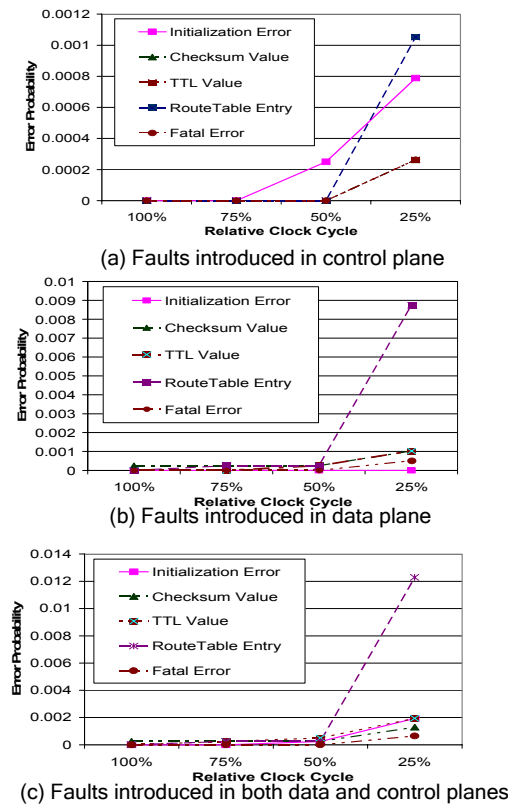 0.0012
0.001
0.0008
0.0006
0.0004
0.0002
0
Error Probability
Initialization Error
Checksum Value
TTL Value
RouteTable Entry
Fatal Error
100% 75% 50% 25%
Relative Clock Cycle
(a) Faults introduced in control plane
0.01
0.009
0.008
0.007
0.006
0.005
0.004
0.003
0.002
0.001
0
Error Probability
Initialization Error
Checksum Value
TTL Value
RouteTable Entry
Fatal Error
100% 75% 50% 25%
Relative Clock Cycle
(b) Faults introduced in data plane
0.014
0.012
0.01
0.008
0.006
0.004
0.002
0
Error Probability
Initialization Error
Checksum Value
TTL Value
RouteTable Entry
Fatal Error
100% 75% 50% 25%
Relative Clock Cycle
(c) Faults introduced in both data and control planes